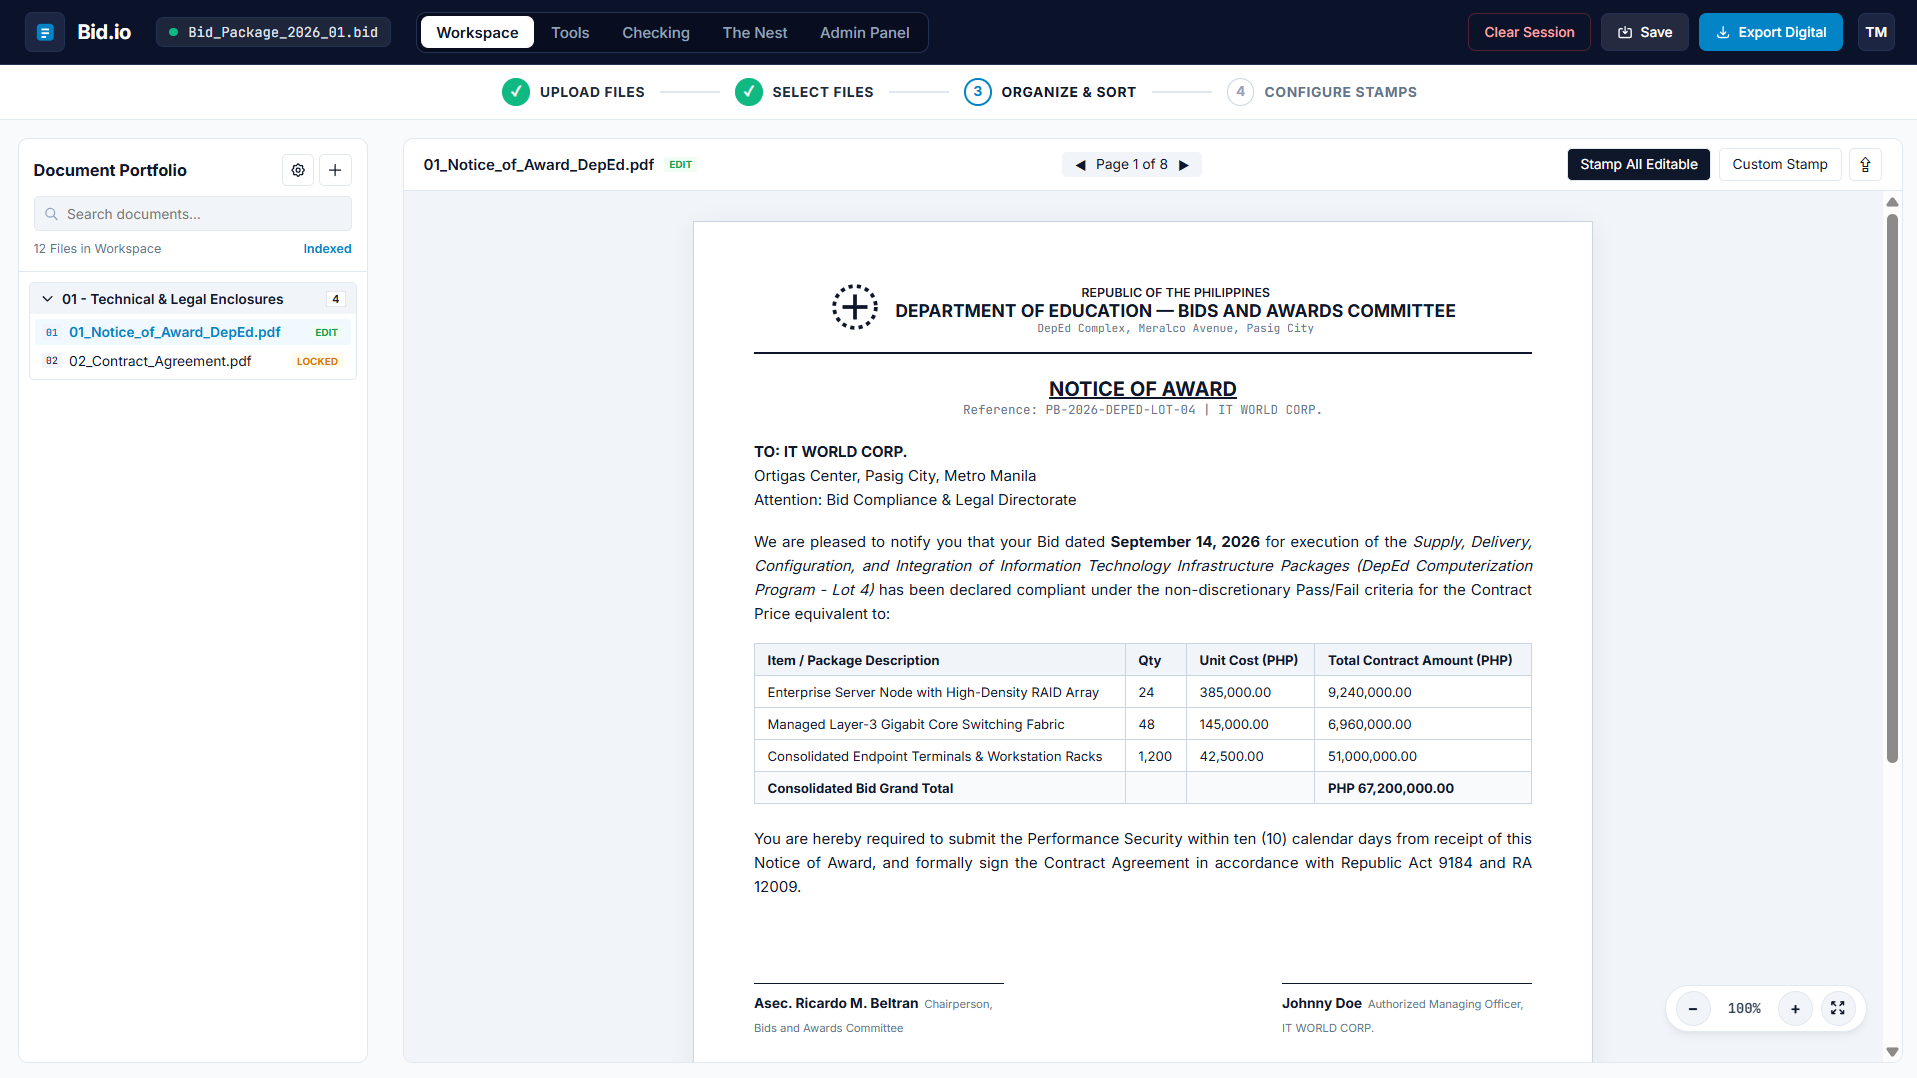 Bid.io
Bid_Package_2026_01.bid
Workspace
Tools
Checking
The Nest
Admin Panel
Clear Session
Save
Export Digital
TM
UPLOAD FILES
SELECT FILES
3 ORGANIZE & SORT
4 CONFIGURE STAMPS
Document Portfolio
Search documents...
12 Files in Workspace
Indexed
01 - Technical & Legal Enclosures 4
01 01_Notice_of_Award_DepEd.pdf EDIT
02 02_Contract_Agreement.pdf LOCKED
01_Notice_of_Award_DepEd.pdf EDIT
Page 1 of 8
Stamp All Editable
Custom Stamp
REPUBLIC OF THE PHILIPPINES
DEPARTMENT OF EDUCATION — BIDS AND AWARDS COMMITTEE
DepEd Complex, Meralco Avenue, Pasig City
NOTICE OF AWARD
Reference: PB-2026-DEPED-LOT-04 | IT WORLD CORP.
TO: IT WORLD CORP.
Ortigas Center, Pasig City, Metro Manila
Attention: Bid Compliance & Legal Directorate
We are pleased to notify you that your Bid dated September 14, 2026 for execution of the Supply, Delivery,
Configuration, and Integration of Information Technology Infrastructure Packages (DepEd Computerization
Program - Lot 4) has been declared compliant under the non-discretionary Pass/Fail criteria for the Contract
Price equivalent to:
Item / Package Description Qty Unit Cost (PHP) Total Contract Amount (PHP)
Enterprise Server Node with High-Density RAID Array 24 385,000.00 9,240,000.00
Managed Layer-3 Gigabit Core Switching Fabric 48 145,000.00 6,960,000.00
Consolidated Endpoint Terminals & Workstation Racks 1,200 42,500.00 51,000,000.00
Consolidated Bid Grand Total PHP 67,200,000.00
You are hereby required to submit the Performance Security within ten (10) calendar days from receipt of this
Notice of Award, and formally sign the Contract Agreement in accordance with Republic Act 9184 and RA
12009.
Asec. Ricardo M. Beltran Chairperson,
Bids and Awards Committee
Johnny Doe Authorized Managing Officer,
IT WORLD CORP.
100%